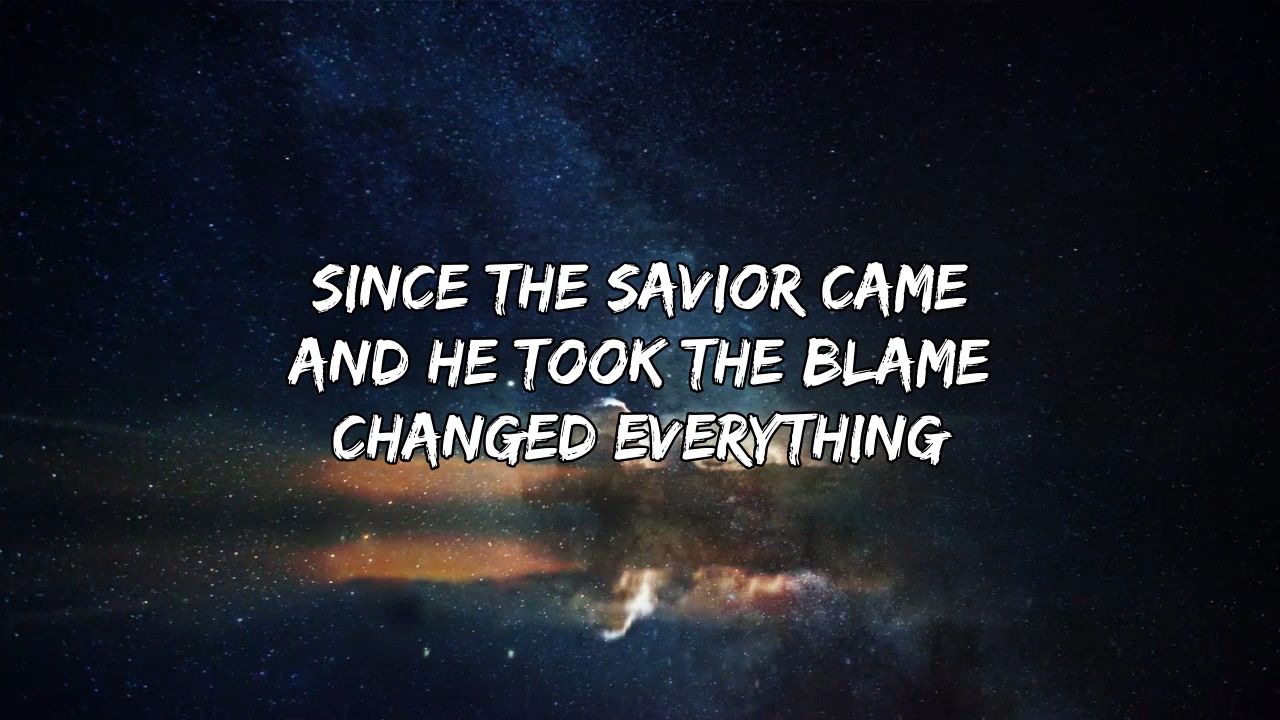 SINCE THE SAVIOR CAME
AND HE TOOK THE BLAME
CHANGED EVERYTHING